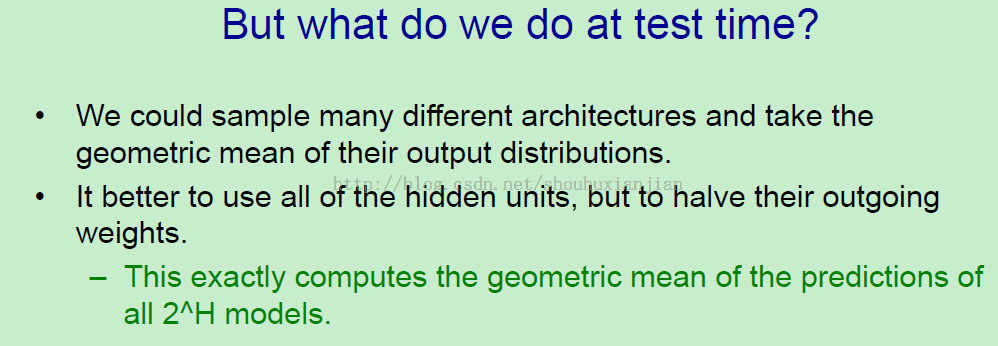 But what do we do at test time?
• We could sample many different architectures and take the
geometric mean of their output distributions.
http://blog.csdn.net/shouhuxianjian
• It better to use all of the hidden units, but to halve their outgoing
weights.
– This exactly computes the geometric mean of the predictions of
all 2^H models.